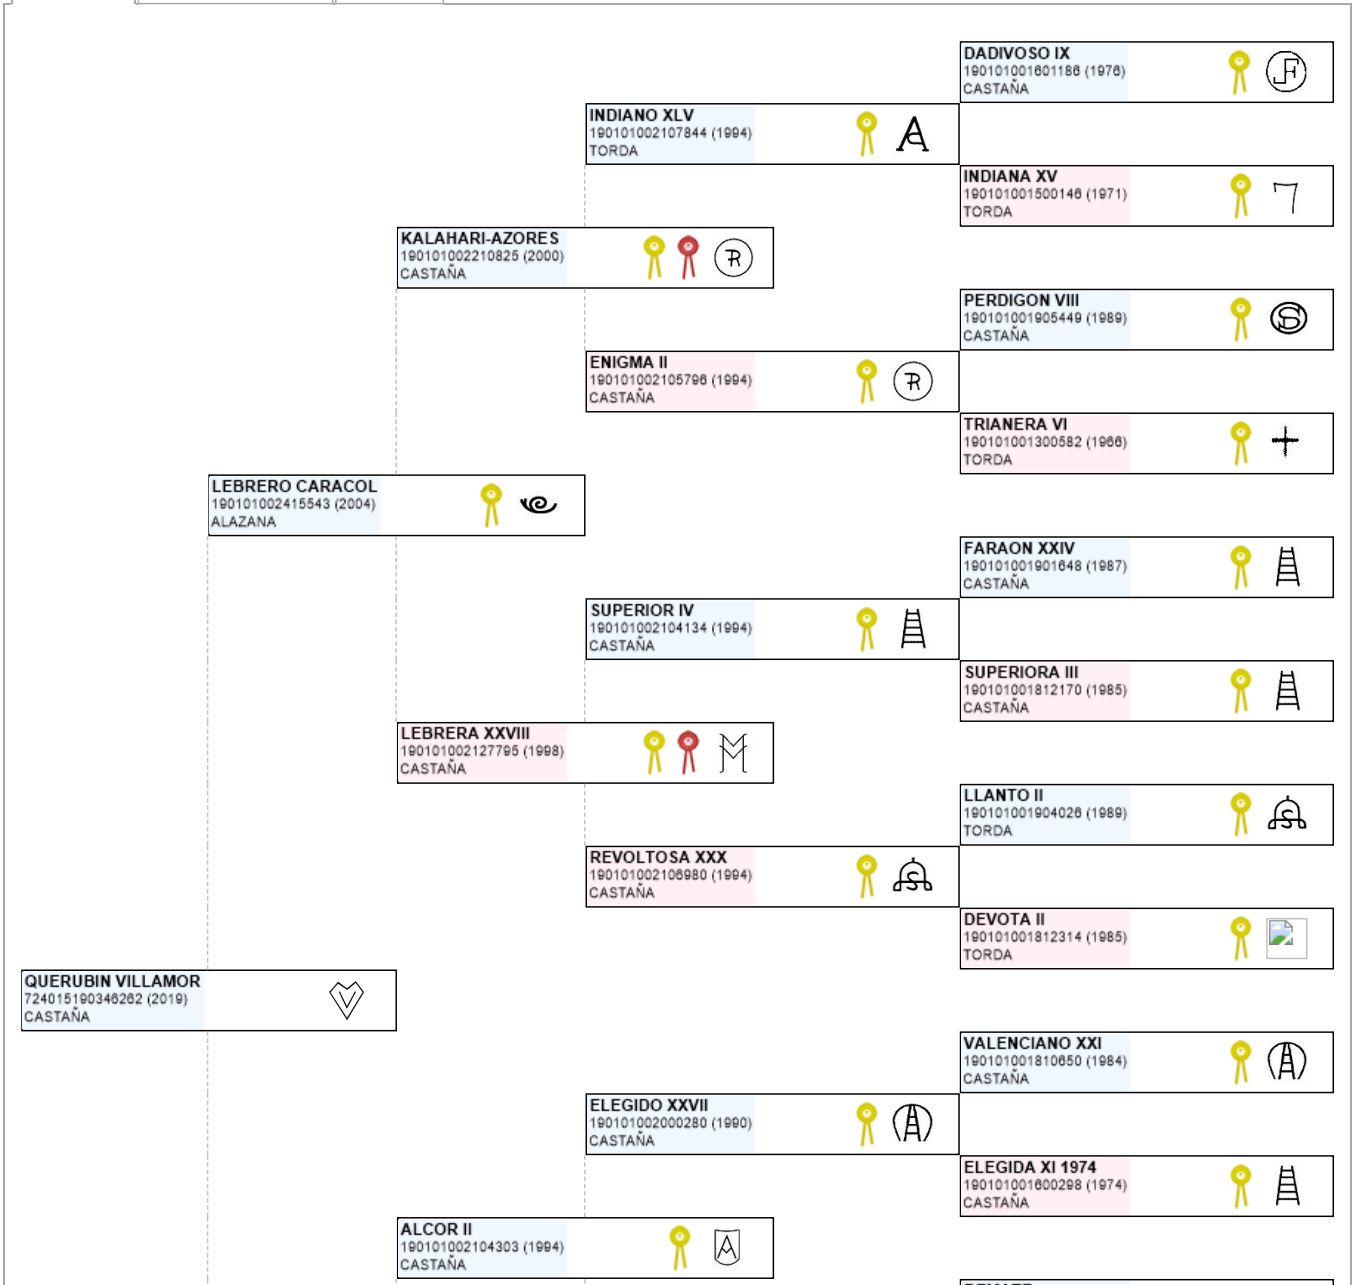 DADIVOSO IX
190101001601186 (1976)
CASTAÑA
INDIANO XLV
190101002107844 (1994)
TORDA
INDIANA XV
190101001500146 (1971)
TORDA
KALAHARI-AZORES
190101002210825 (2000)
CASTAÑA
PERDIGON VIII
190101001905449 (1989)
CASTAÑA
ENIGMA II
190101002105796 (1994)
CASTAÑA
TRIANERA VI
190101001300582 (1966)
TORDA
LEBRERO CARACOL
190101002415543 (2004)
ALAZANA
FARAON XXIV
190101001901648 (1987)
CASTAÑA
SUPERIOR IV
190101002104134 (1994)
CASTAÑA
SUPERIORA III
190101001812170 (1985)
CASTAÑA
LEBRERA XXVIII
190101002127795 (1998)
CASTAÑA
LLANTO II
190101001904026 (1989)
TORDA
REVOLTOSA XXX
190101002106980 (1994)
CASTAÑA
DEVOTA II
190101001812314 (1985)
TORDA
QUERUBIN VILLAMOR
724015190346262 (2019)
CASTAÑA
VALENCIANO XXI
190101001810650 (1984)
CASTAÑA
ELEGIDO XXVII
190101002000280 (1990)
CASTAÑA
ELEGIDA XI 1974
190101001600298 (1974)
CASTAÑA
ALCOR II
190101002104303 (1994)
CASTAÑA